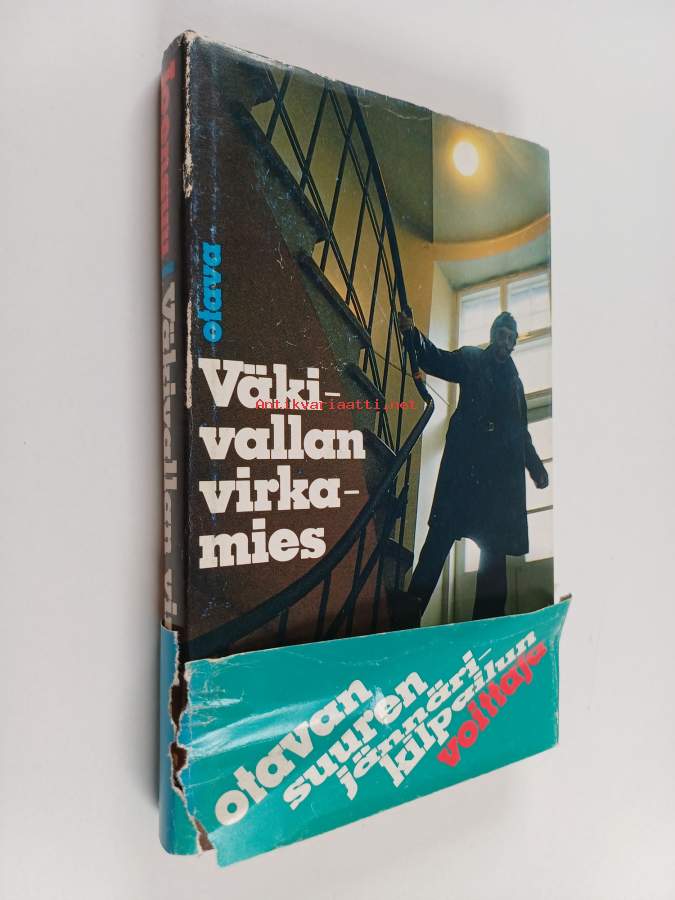 otava
Väki-
vallan
virka-
mies
Antikvariaatti.net
otavan
suuren
jännäri-
kilpailun
voittaja
Väkivallan vi